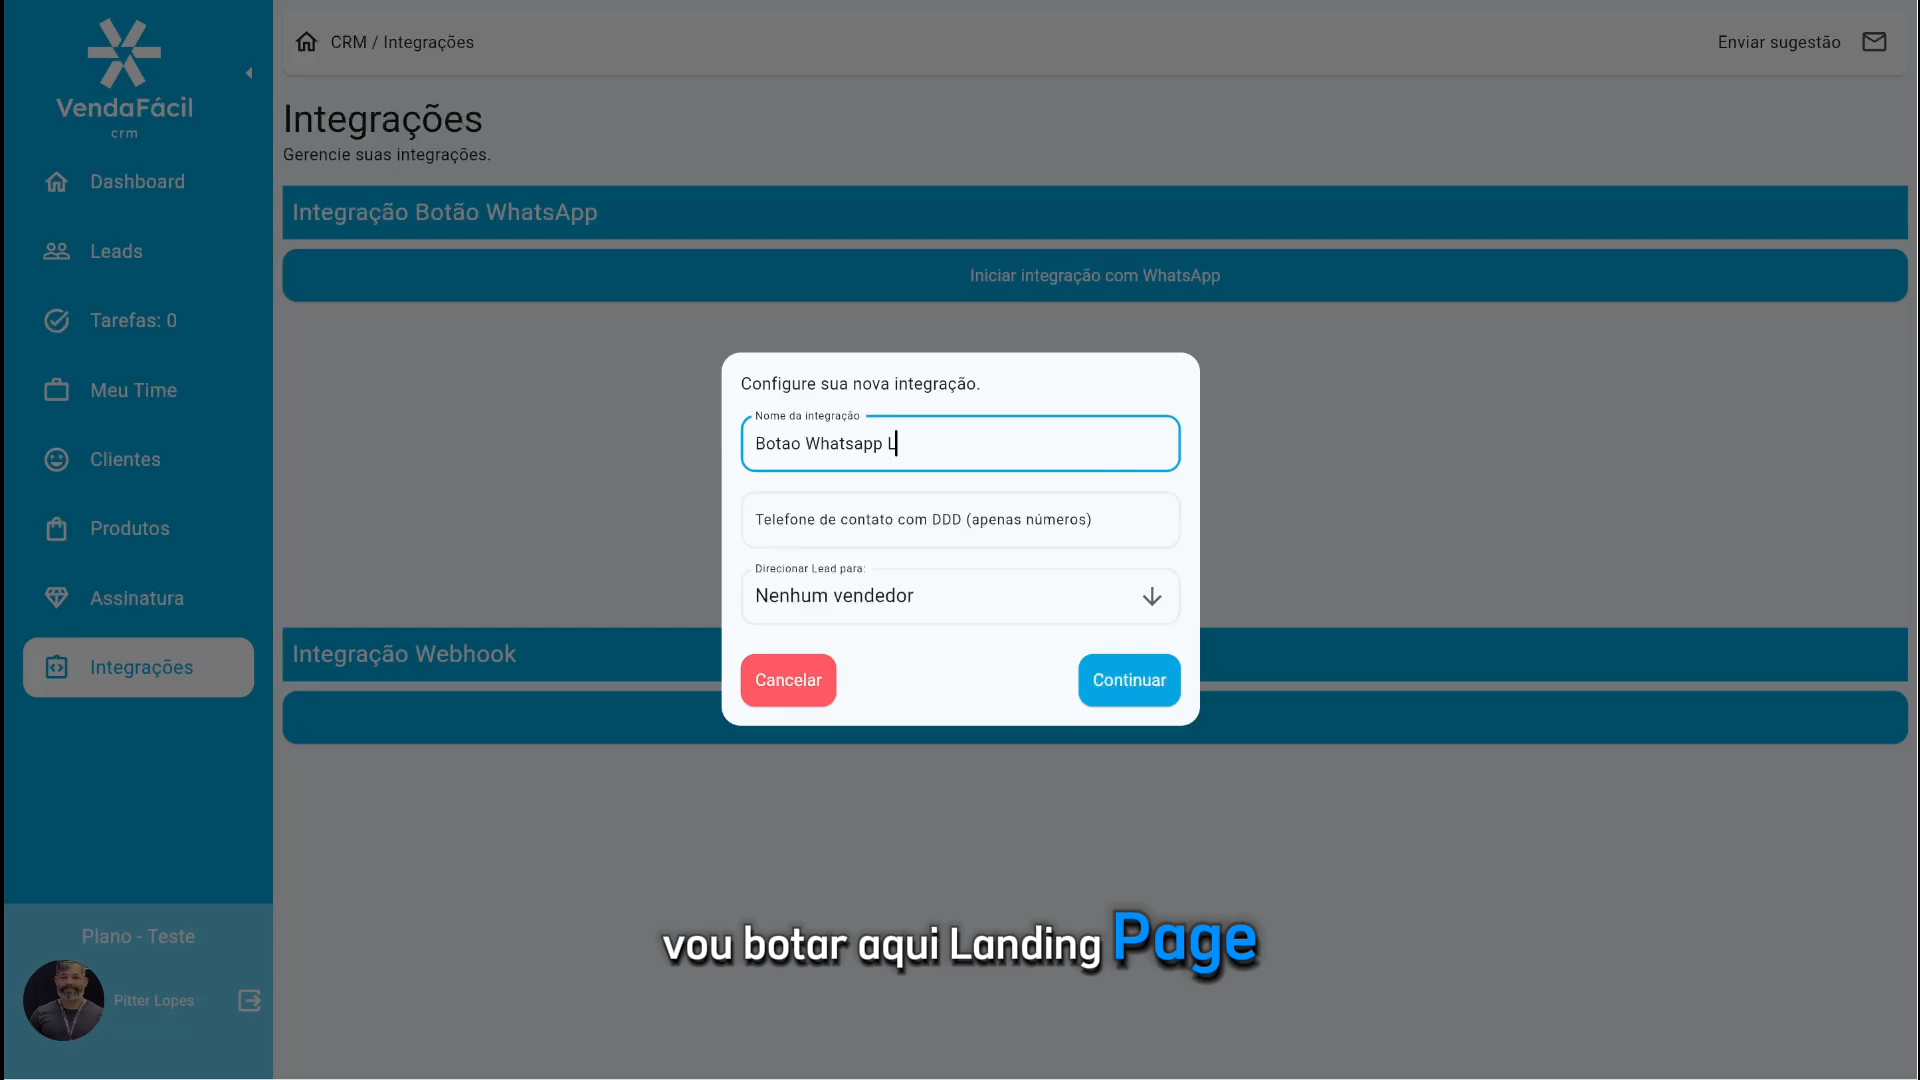 VendaFácil
crm
Dashboard
Leads
Tarefas: 0
Meu Time
Clientes
Produtos
Assinatura
Integrações
Plano - Teste
Pitter Lopes
CRM / Integrações
Enviar sugestão
Integrações
Gerencie suas integrações.
Integração Botão WhatsApp
Iniciar integração com WhatsApp
Configure sua nova integração.
Nome da integração
Botao Whatsapp L
Telefone de contato com DDD (apenas números)
Direcionar Lead para:
Nenhum vendedor
Cancelar
Continuar
Integração Webhook
vou botar aqui Landing Page